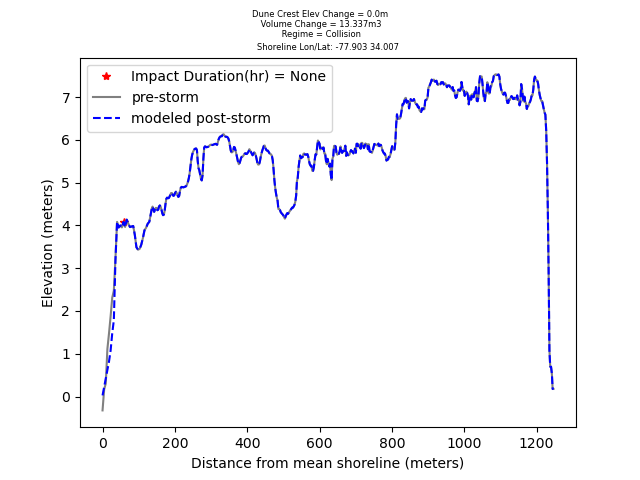 Dune Crest Elev Change = 0.0m
Volume Change = 13.337m3
Regime = Collision
Shoreline Lon/Lat: -77.903 34.007
Impact Duration(hr) = None
pre-storm
modeled post-storm
Elevation (meters)
7
6
5
4
3
2
1
0
0 200 400 600 800 1000 1200
Distance from mean shoreline (meters)